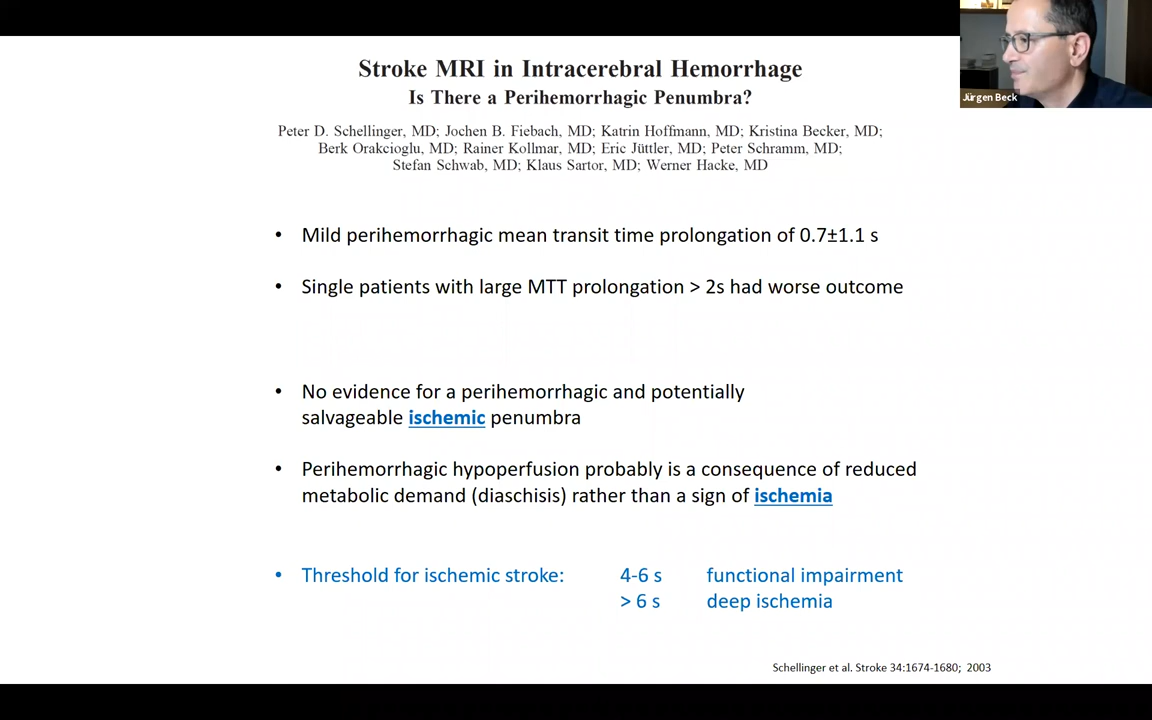 Stroke MRI in Intracerebral Hemorrhage
Is There a Perihemorrhagic Penumbra?
Jürgen Beck
Peter D. Schellinger, MD; Jochen B. Fiebach, MD; Katrin Hoffmann, MD; Kristina Becker, MD;
Berk Orakcioglu, MD; Rainer Kollmar, MD; Eric Jüttler, MD; Peter Schramm, MD;
Stefan Schwab, MD; Klaus Sartor, MD; Werner Hacke, MD
• Mild perihemorrhagic mean transit time prolongation of 0.7±1.1 s
• Single patients with large MTT prolongation > 2s had worse outcome
• No evidence for a perihemorrhagic and potentially
salvageable ischemic penumbra
• Perihemorrhagic hypoperfusion probably is a consequence of reduced
metabolic demand (diaschisis) rather than a sign of ischemia
• Threshold for ischemic stroke: 4-6 s functional impairment
> 6 s deep ischemia
Schellinger et al. Stroke 34:1674-1680; 2003